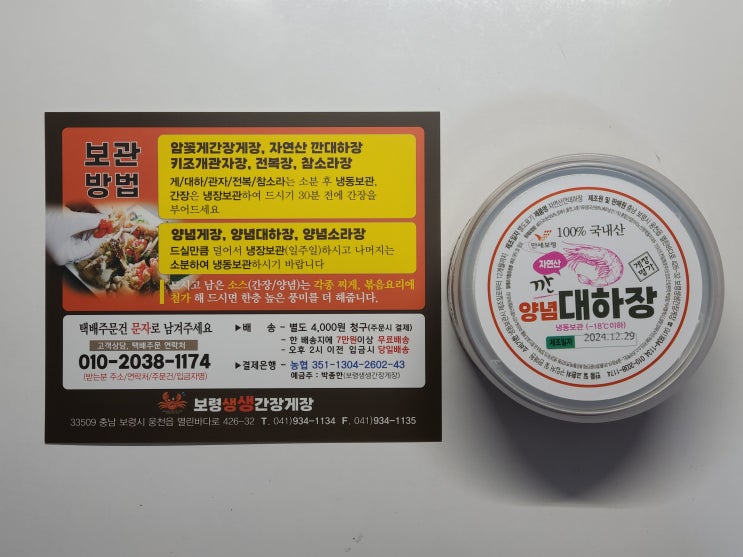 보관
방법
암꽃게간장게장, 자연산 깐대하장
키조개관자장, 전복장, 참소라장
게/대하/관자/전복/참소라는 소분 후 냉동보관,
간장은 냉장보관하여 드시기 30분 전에 간장을
부어드세요
양념게장, 양념대하장, 양념소라장
드실만큼 덜어서 냉장보관(일주일)하시고 나머지는
소분하여 냉동보관하시기 바랍니다
드시고 남은 소스(간장/양념)는 각종 찌개, 볶음요리에
첨가 해 드시면 한층 높은 풍미를 더 해줍니다.
택배주문건 문자로 남겨주세요
고객상담, 택배주문 연락처
010-2038-1174
(받는분 주소/연락처/주문건/입금자명)
▶배 송 - 별도 4,000원 청구(주문시 결제)
- 한 배송지에 7만원이상 무료배송
- 오후 2시 이전 입금시 당일배송
▶결제은행 - 농협 351-1304-2602-43
예금주 : 박종한(보령생생간장게장)
보령생생간장게장
33509 충남 보령시 웅천읍 열린바다로 426-32 T. 041)934-1134 F. 041)934-1135
만세보령
100% 국내산
자연산
깐
양념대하장
냉동보관 (-18℃이하)
제조일자 2024.12.29